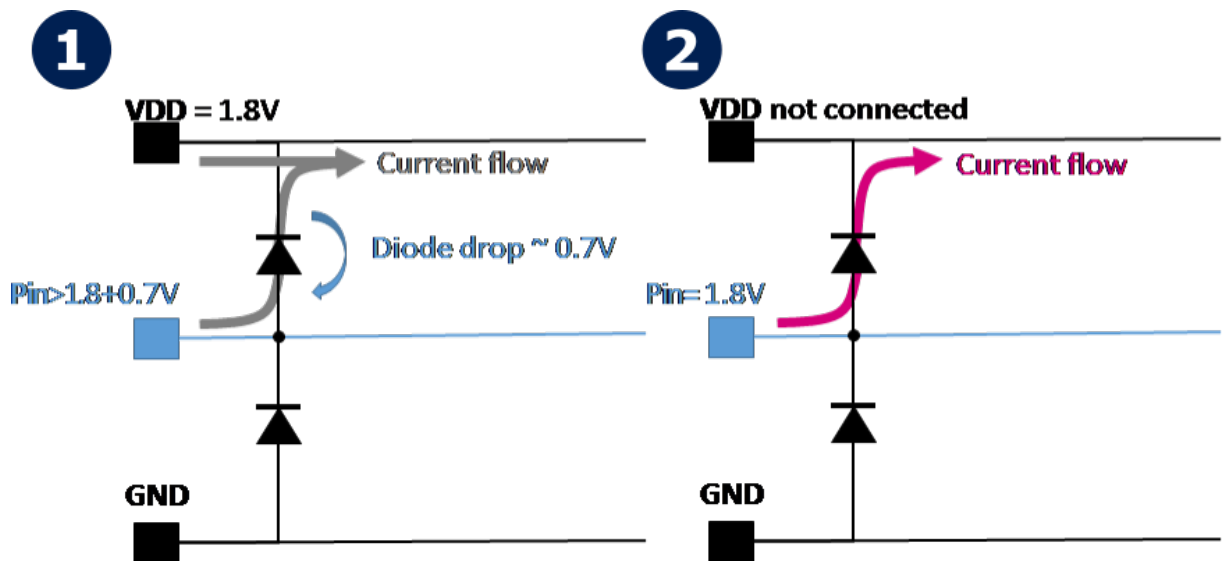 1
VDD = 1.8V
Current flow
Diode drop ~ 0.7V
Pin>1.8+0.7V
GND
2
VDD not connected
Current flow
Pin= 1.8V
GND